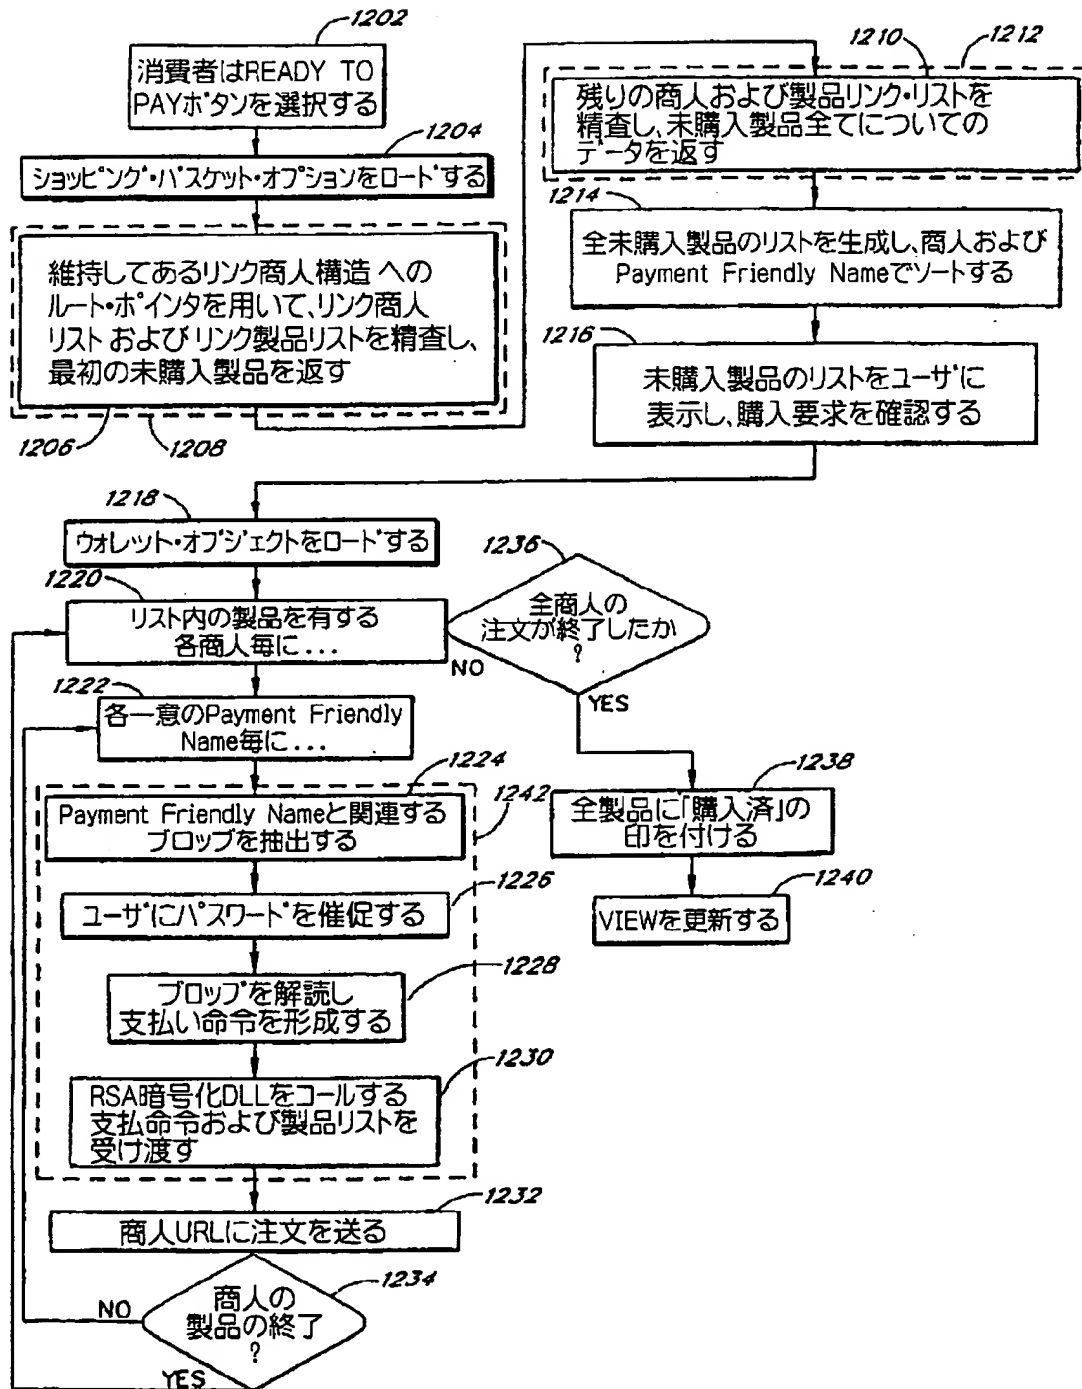 1202
消費者はREADY TO
PAYボタンを選択する
1204
ショッピング・バスケット・オプションをロードする
維持してあるリンク商人構造 への
ルート・ポインタを用いて、リンク商人
リスト および リンク製品リストを精査し、
最初の未購入製品を返す
1206
1208
1210
1212
残りの商人および製品リンク・リストを
精査し、未購入製品全てについての
データを返す
1214
全未購入製品のリストを生成し、商人および
Payment Friendly Nameでソートする
1216
未購入製品のリストをユーザに
表示し、購入要求を確認する
1218
ウォレット・オブジェクトをロードする
1220
リスト内の製品を有する
各商人毎に...
1236
全商人の
注文が終了したか
?
NO
YES
1222
各一意のPayment Friendly
Name毎に...
1224
Payment Friendly Nameと関連する
ブロッブを抽出する
1242
1226
ユーザにパスワードを催促する
1228
ブロッブを解読し
支払い命令を形成する
1230
RSA暗号化DLLをコールする
支払命令および製品リストを
受け渡す
1232
商人URLに注文を送る
1234
商人の
製品の終了
?
NO
YES
1238
全製品に「購入済」の
印を付ける
1240
VIEWを更新する